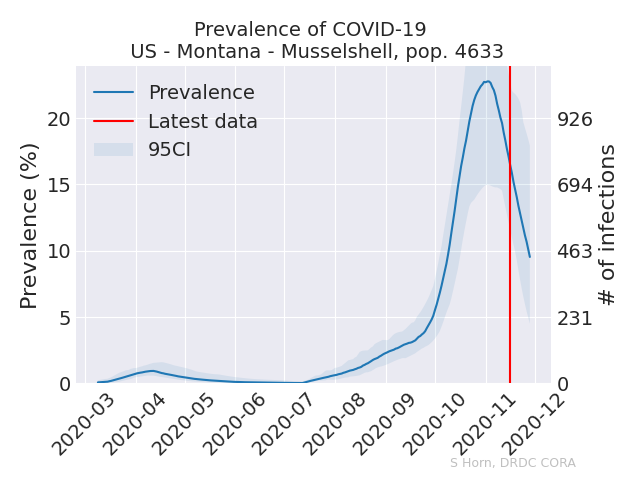 Prevalence of COVID-19
US - Montana - Musselshell, pop. 4633
Prevalence
Latest data
95CI
Prevalence (%)
20
15
10
5
0
926
694
463
231
0
# of infections
2020-03
2020-04
2020-05
2020-06
2020-07
2020-08
2020-09
2020-10
2020-11
2020-12
S Horn, DRDC CORA